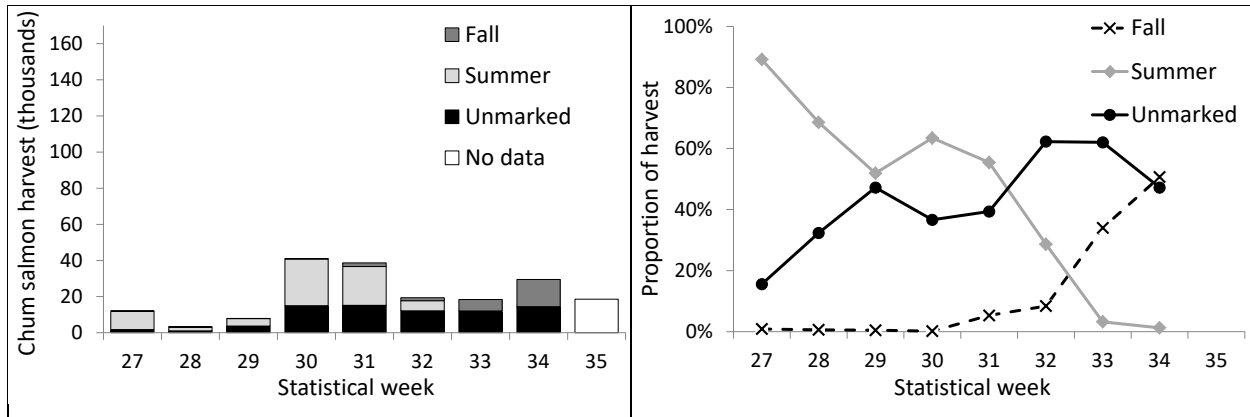 Chum salmon harvest (thousands)
160
140
120
100
80
60
40
20
0
Fall
Summer
Unmarked
No data
27 28 29 30 31 32 33 34 35
Statistical week
Proportion of harvest
100%
80%
60%
40%
20%
0%
Fall
Summer
Unmarked
27 28 29 30 31 32 33 34 35
Statistical week